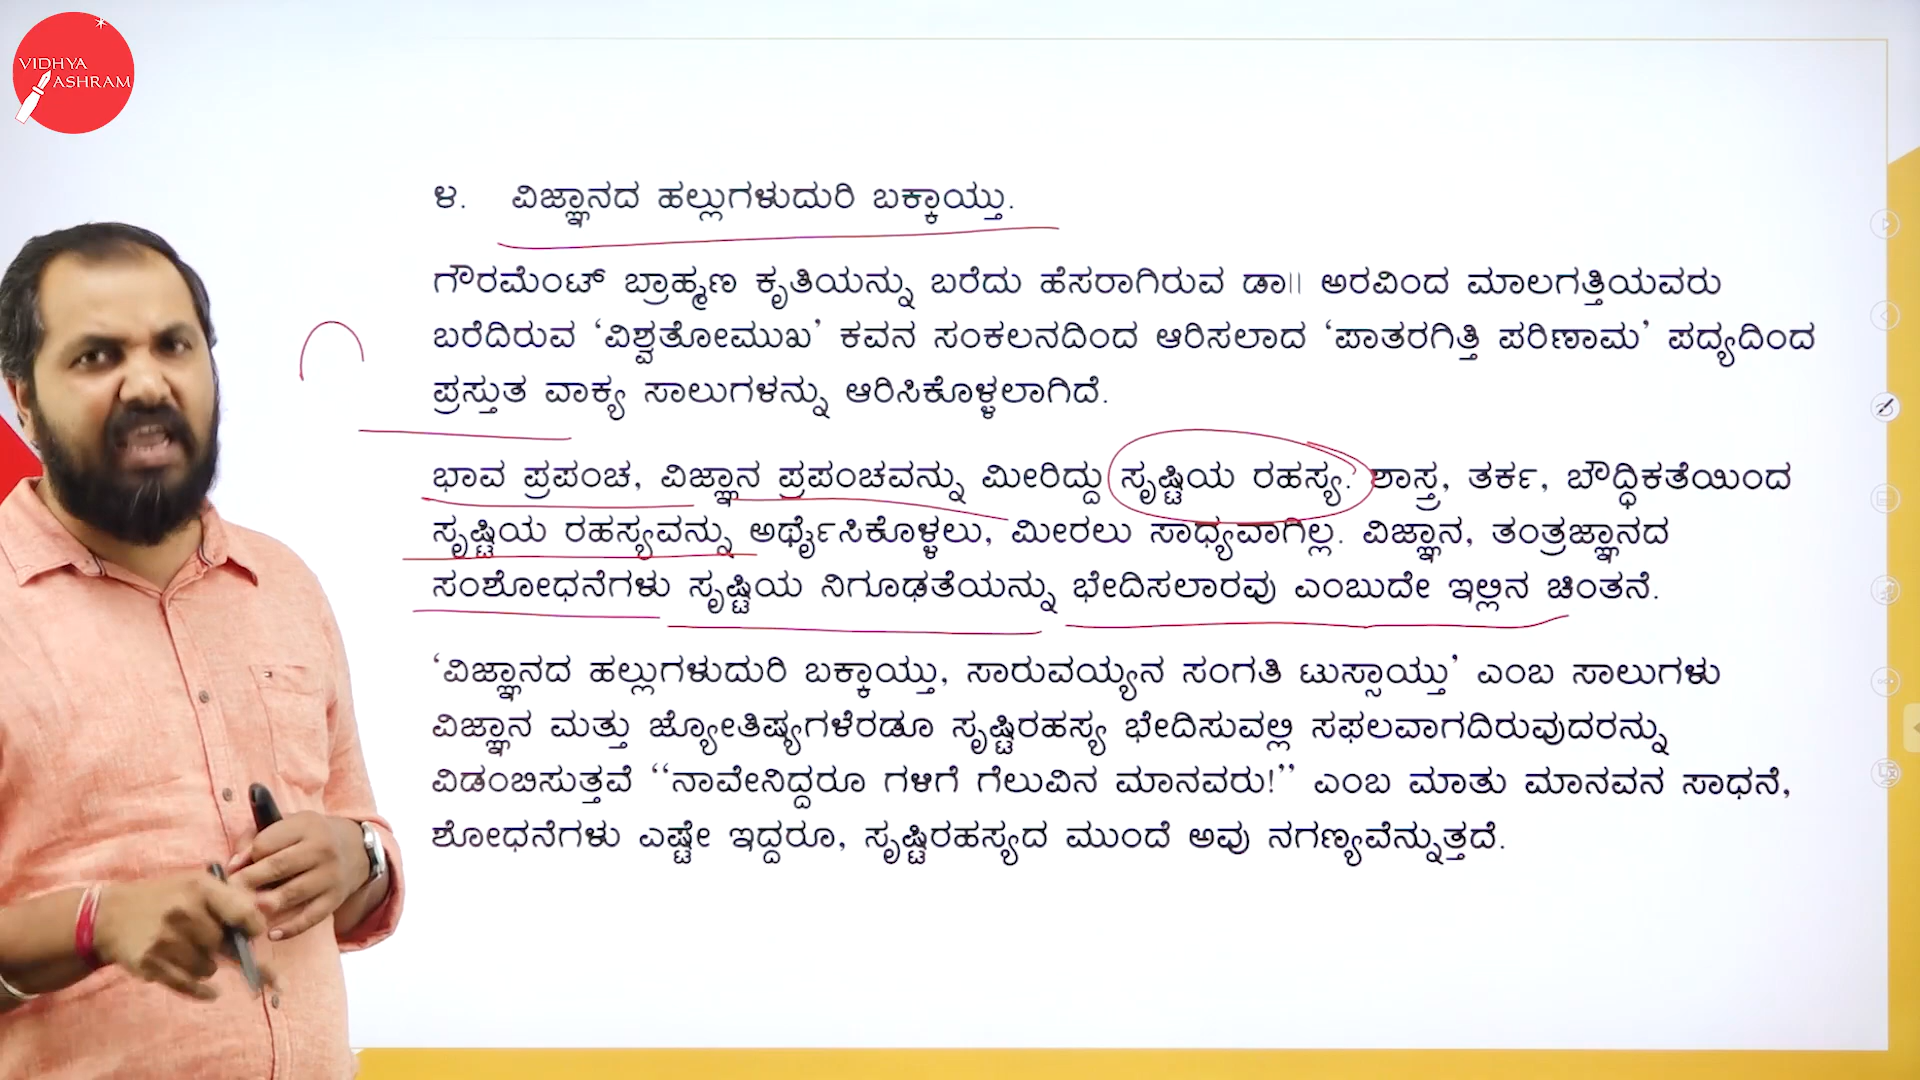 VIDHYA
ASHRAM
೪. ವಿಜ್ಞಾನದ ಹಲ್ಲುಗಳುದುರಿ ಬಕ್ಕಾಯ್ತು.
ಗೌರಮೆಂಟ್ ಬ್ರಾಹ್ಮಣ ಕೃತಿಯನ್ನು ಬರೆದು ಹೆಸರಾಗಿರುವ ಡಾ|| ಅರವಿಂದ ಮಾಲಗತ್ತಿಯವರು
ಬರೆದಿರುವ ‘ವಿಶ್ವತೋಮುಖ’ ಕವನ ಸಂಕಲನದಿಂದ ಆರಿಸಲಾದ ‘ಪಾತರಗಿತ್ತಿ ಪರಿಣಾಮ’ ಪದ್ಯದಿಂದ
ಪ್ರಸ್ತುತ ವಾಕ್ಯ ಸಾಲುಗಳನ್ನು ಆರಿಸಿಕೊಳ್ಳಲಾಗಿದೆ.
ಭಾವ ಪ್ರಪಂಚ, ವಿಜ್ಞಾನ ಪ್ರಪಂಚವನ್ನು ಮೀರಿದ್ದು ಸೃಷ್ಟಿಯ ರಹಸ್ಯ. ಶಾಸ್ತ್ರ, ತರ್ಕ, ಬೌದ್ಧಿಕತೆಯಿಂದ
ಸೃಷ್ಟಿಯ ರಹಸ್ಯವನ್ನು ಅರ್ಥೈಸಿಕೊಳ್ಳಲು, ಮೀರಲು ಸಾಧ್ಯವಾಗಿಲ್ಲ. ವಿಜ್ಞಾನ, ತಂತ್ರಜ್ಞಾನದ
ಸಂಶೋಧನೆಗಳು ಸೃಷ್ಟಿಯ ನಿಗೂಢತೆಯನ್ನು ಭೇದಿಸಲಾರವು ಎಂಬುದೇ ಇಲ್ಲಿನ ಚಿಂತನೆ.
‘ವಿಜ್ಞಾನದ ಹಲ್ಲುಗಳುದುರಿ ಬಕ್ಕಾಯ್ತು, ಸಾರುವಯ್ಯನ ಸಂಗತಿ ಟುಸ್ಸಾಯ್ತು’ ಎಂಬ ಸಾಲುಗಳು
ವಿಜ್ಞಾನ ಮತ್ತು ಜ್ಯೋತಿಷ್ಯಗಳೆರಡೂ ಸೃಷ್ಟಿರಹಸ್ಯ ಭೇದಿಸುವಲ್ಲಿ ಸಫಲವಾಗದಿರುವುದರನ್ನು
ವಿಡಂಬಿಸುತ್ತವೆ “ನಾವೇನಿದ್ದರೂ ಗಳಿಗೆ ಗೆಲುವಿನ ಮಾನವರು!” ಎಂಬ ಮಾತು ಮಾನವನ ಸಾಧನೆ,
ಶೋಧನೆಗಳು ಎಷ್ಟೇ ಇದ್ದರೂ, ಸೃಷ್ಟಿರಹಸ್ಯದ ಮುಂದೆ ಅವು ನಗಣ್ಯವೆನ್ನುತ್ತದೆ.